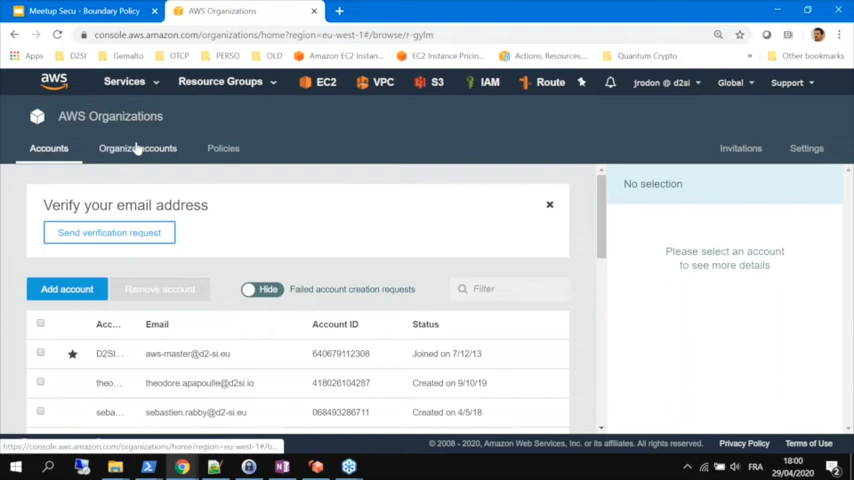 Meetup Secu - Boundary Policy
AWS Organizations
console.aws.amazon.com/organizations/home?region=eu-west-1#/browse/r-gylm
Apps D2SI Gemalto OTCP PERSO OLD Amazon EC2 Instan... EC2 Instance Pricin... Actions, Resources,... Quantum Crypto Other bookmarks
aws Services Resource Groups EC2 VPC S3 IAM Route jrodon @ d2si Global Support
AWS Organizations
Accounts Organize accounts Policies Invitations Settings
Verify your email address
Send verification request
No selection
Please select an account
to see more details
Add account Remove account Hide Failed account creation requests Filter
Acc... Email Account ID Status
D2SI... aws-master@d2-si.eu 640679112308 Joined on 7/12/13
theo... theodore.apapoulle@d2si.io 418026104287 Created on 9/10/19
seba... sebastien.rabby@d2-si.eu 068493286711 Created on 4/5/18
https://console.aws.amazon.com/organizations/home?region=eu-west-1#/b...
© 2008 - 2020, Amazon Web Services, Inc. or its affiliates. All rights reserved. Privacy Policy Terms of Use
FRA 18:00
29/04/2020
2